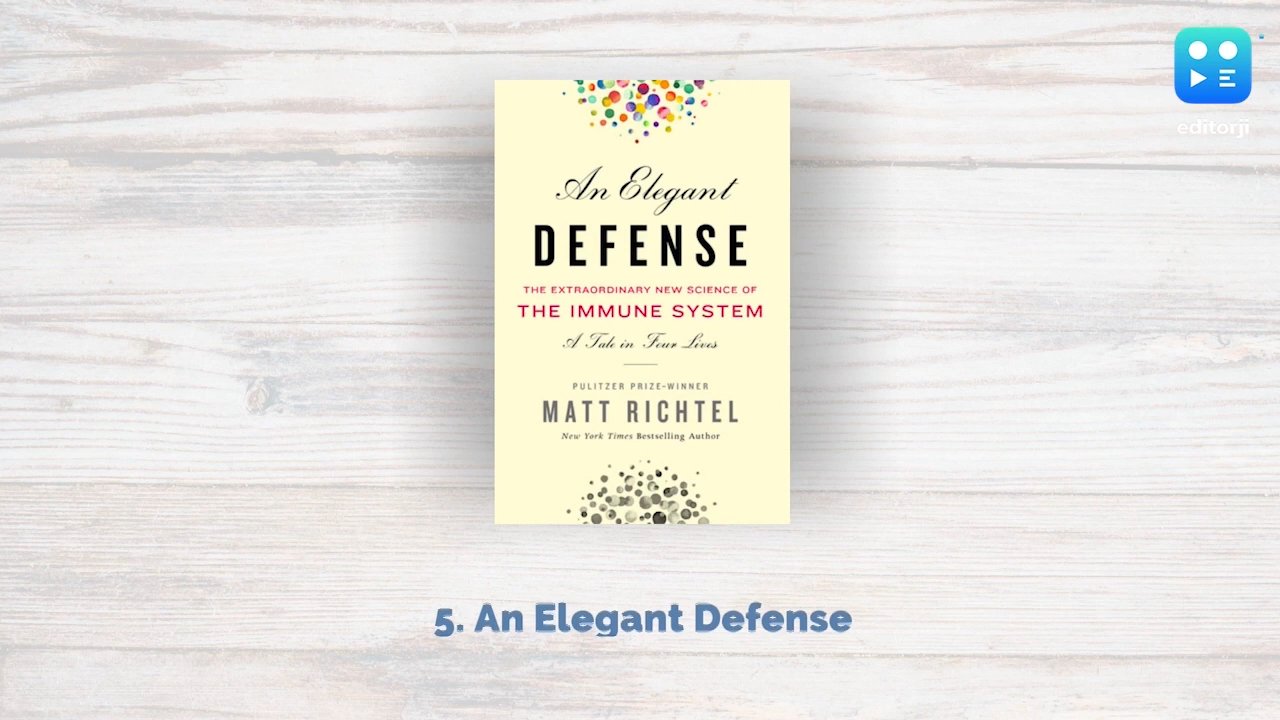 editorji
An Elegant
DEFENSE
THE EXTRAORDINARY NEW SCIENCE OF
THE IMMUNE SYSTEM
A Tale in Four Lives
PULITZER PRIZE–WINNER
MATT RICHTEL
New York Times Bestselling Author
5. An Elegant Defense